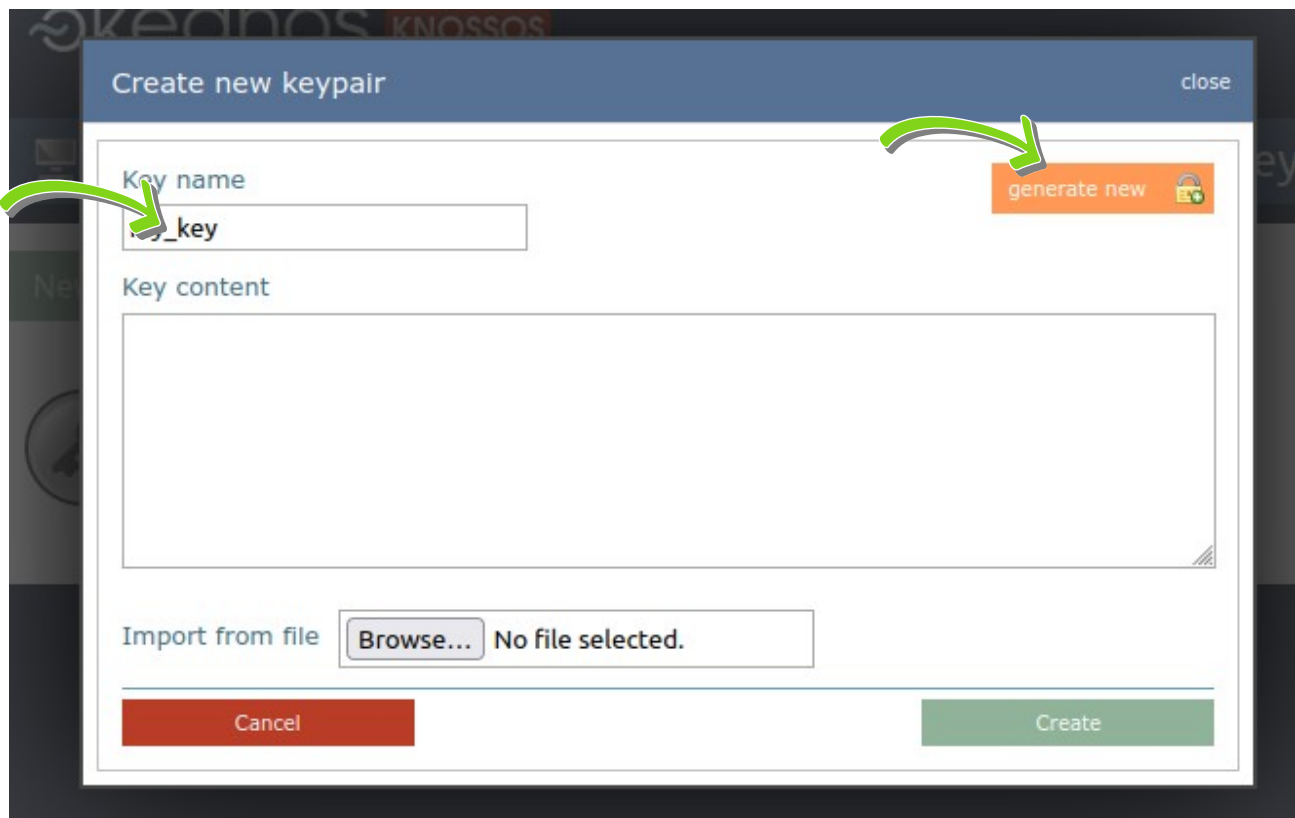 okeanos KNOSSOS
Create new keypair
close
Key name
generate new
Key content
Import from file
Browse...
No file selected.
Cancel
Create